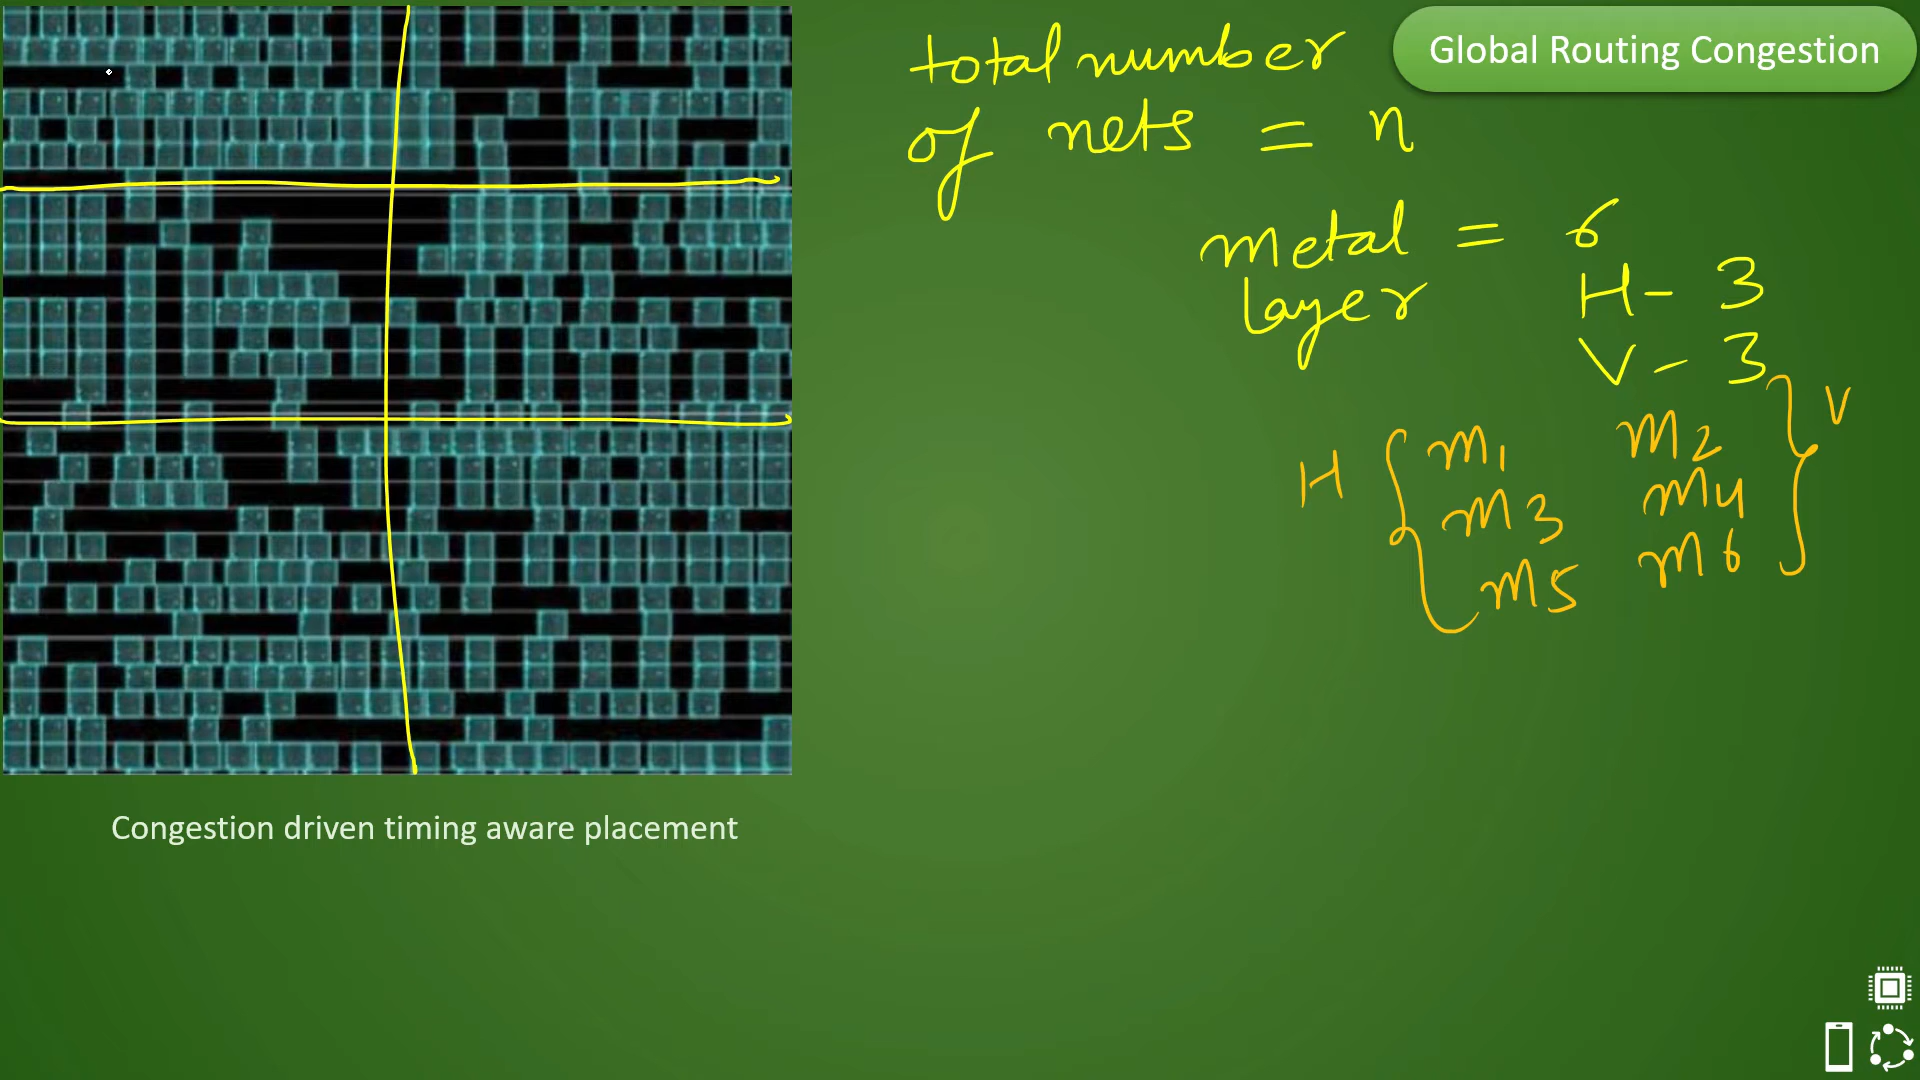 Global Routing Congestion
total number
of nets = n
metal = 6
layer H - 3
V - 3
H { m1 m2 } V
m3 m4
m5 m6
Congestion driven timing aware placement